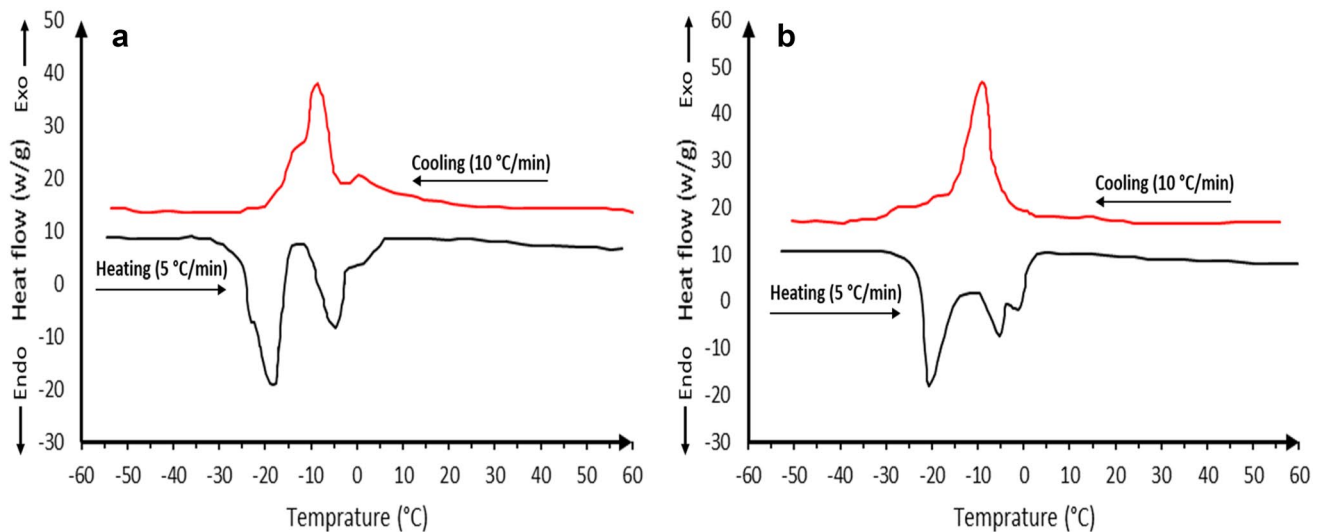 a
50
40
30
20
10
0
-10
-20
-30
Endo Heat flow (w/g) Exo
Cooling (10 °C/min)
Heating (5 °C/min)
-60 -50 -40 -30 -20 -10 0 10 20 30 40 50 60
Temprature (°C)
b
60
50
40
30
20
10
0
-10
-20
-30
Endo Heat flow (w/g) Exo
Cooling (10 °C/min)
Heating (5 °C/min)
-60 -50 -40 -30 -20 -10 0 10 20 30 40 50 60
Temprature (°C)